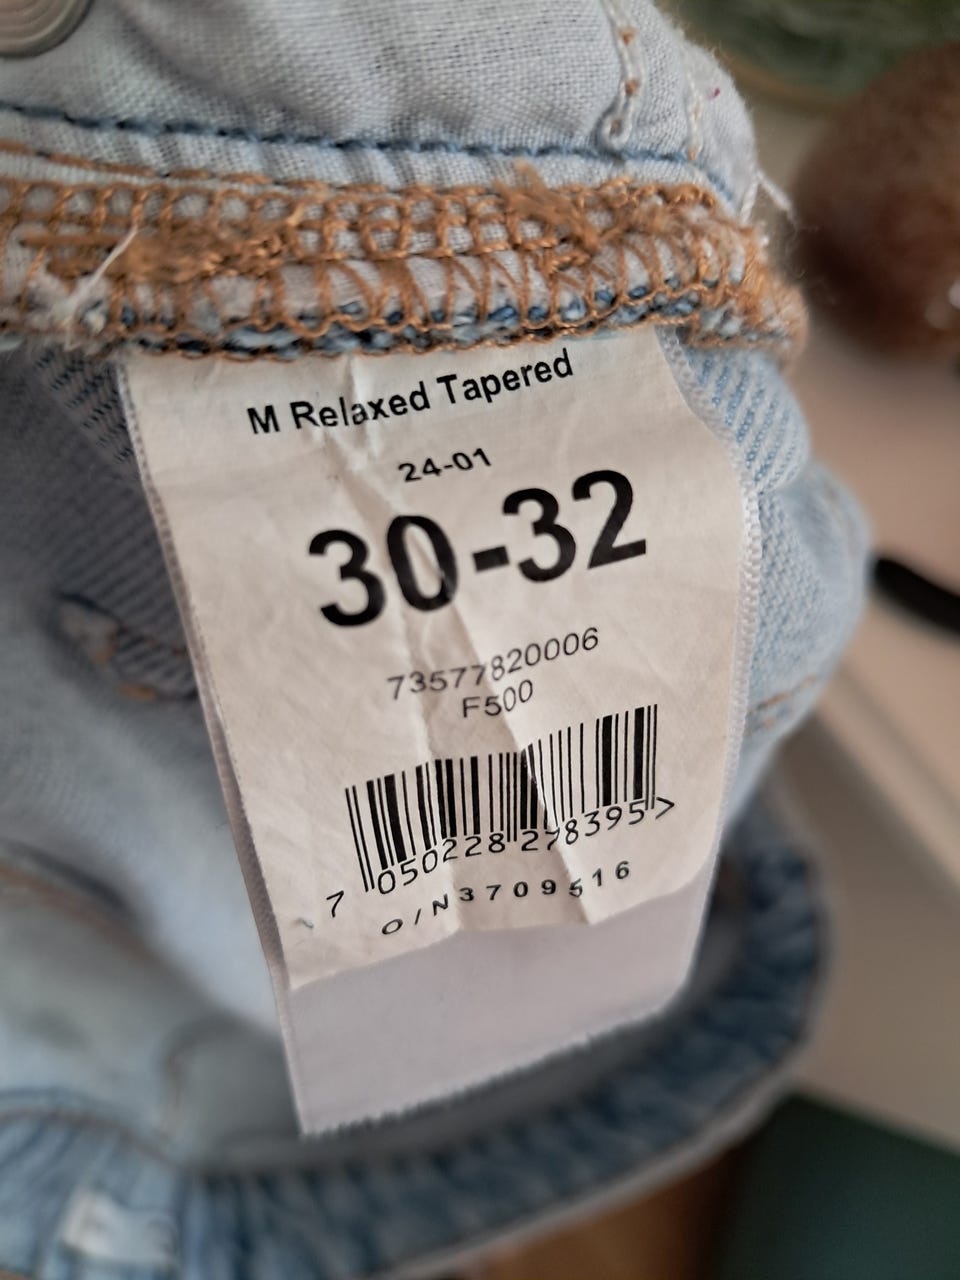 M Relaxed Tapered
24-01
30-32
73577820006
F500
7 050228 278395 >
O/N3709516